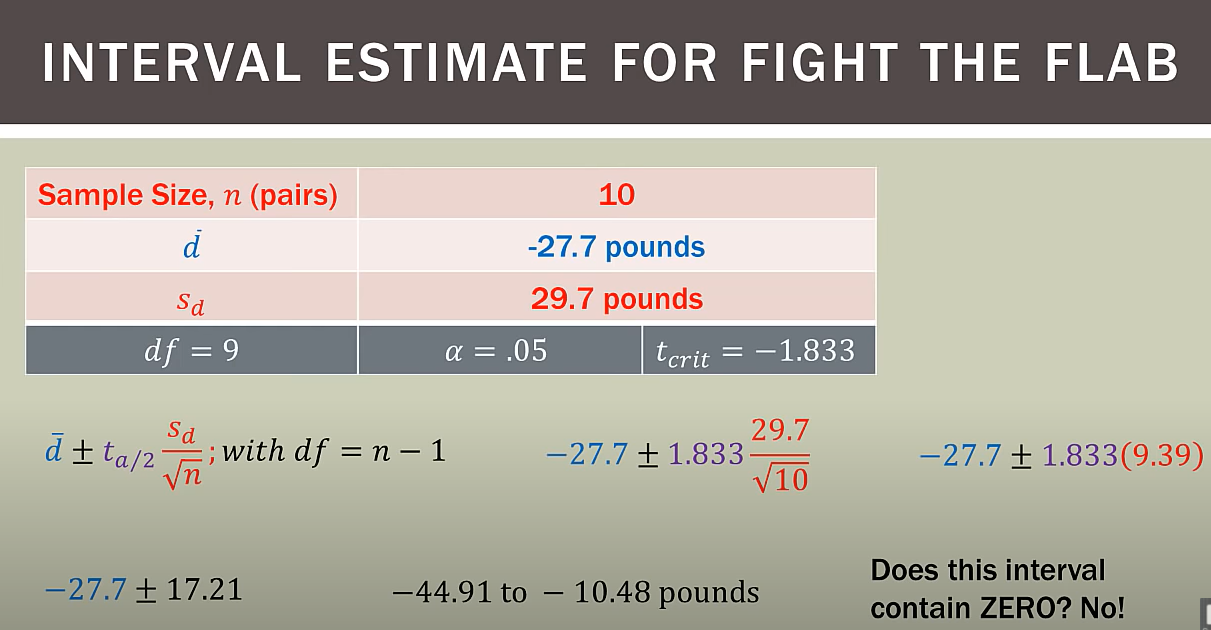 INTERVAL ESTIMATE FOR FIGHT THE FLAB
Sample Size, n (pairs) 10
d̄ -27.7 pounds
s_d 29.7 pounds
df = 9 α = .05 t_crit = −1.833
d̄ ± t_a/2 s_d/√n ; with df = n − 1 −27.7 ± 1.833 29.7/√10 −27.7 ± 1.833(9.39)
−27.7 ± 17.21 −44.91 to − 10.48 pounds
Does this interval
contain ZERO? No!